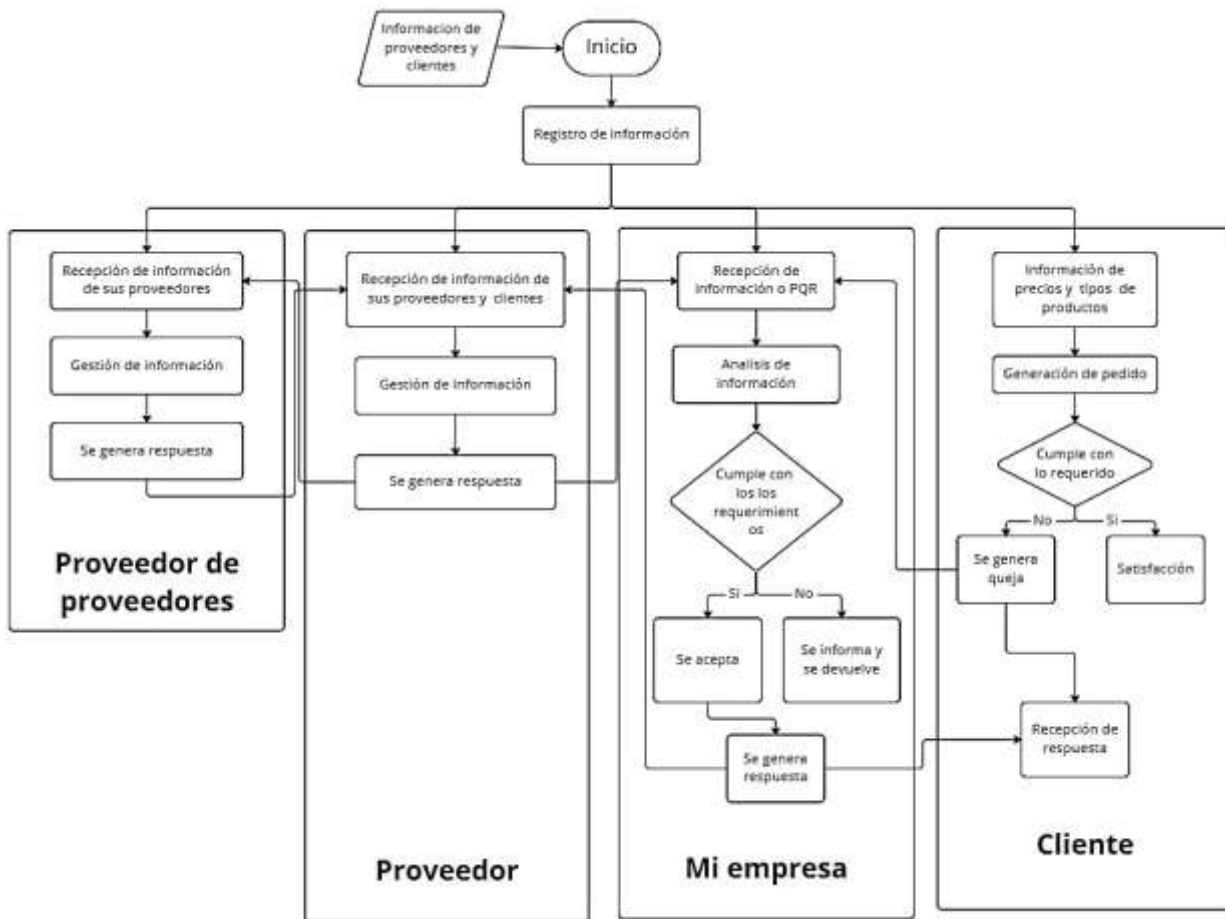 Informacion de
proveedores y
clientes
Inicio
Registro de información
Recepción de información
de sus proveedores
Gestión de información
Se genera respuesta
Proveedor de
proveedores
Recepción de información de
sus proveedores y clientes
Gestión de información
Se genera respuesta
Proveedor
Recepción de
información o PQR
Analisis de
información
Cumple con
los los
requerimient
os
Si
No
Se acepta
Se informa y
se devuelve
Se genera
respuesta
Mi empresa
Información de
precios y tipos de
productos
Generación de pedido
Cumple con
lo requerido
No
Si
Se genera
queja
Satisfacción
Recepción de
respuesta
Cliente